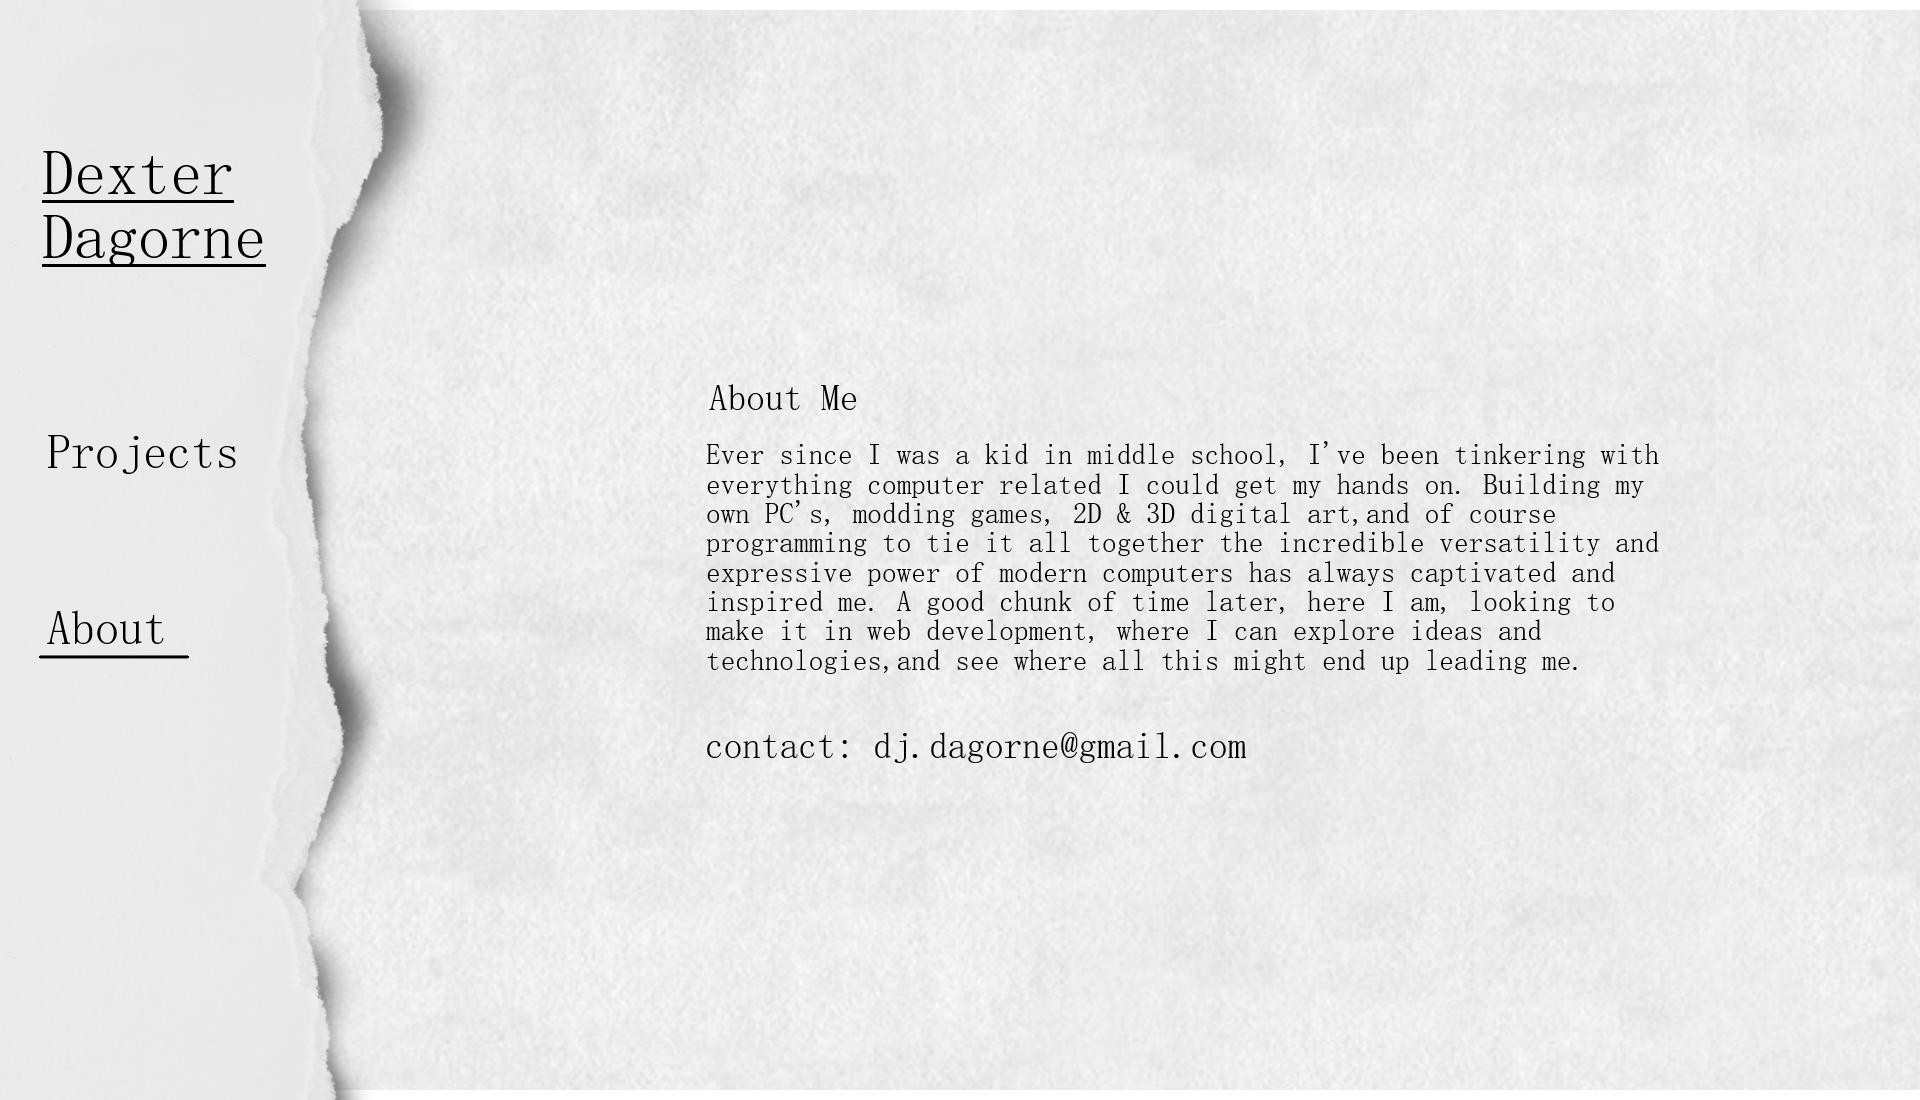 Dexter
Dagorne
Projects
About
About Me
Ever since I was a kid in middle school, I've been tinkering with
everything computer related I could get my hands on. Building my
own PC's, modding games, 2D & 3D digital art,and of course
programming to tie it all together the incredible versatility and
expressive power of modern computers has always captivated and
inspired me. A good chunk of time later, here I am, looking to
make it in web development, where I can explore ideas and
technologies,and see where all this might end up leading me.
contact: dj.dagorne@gmail.com